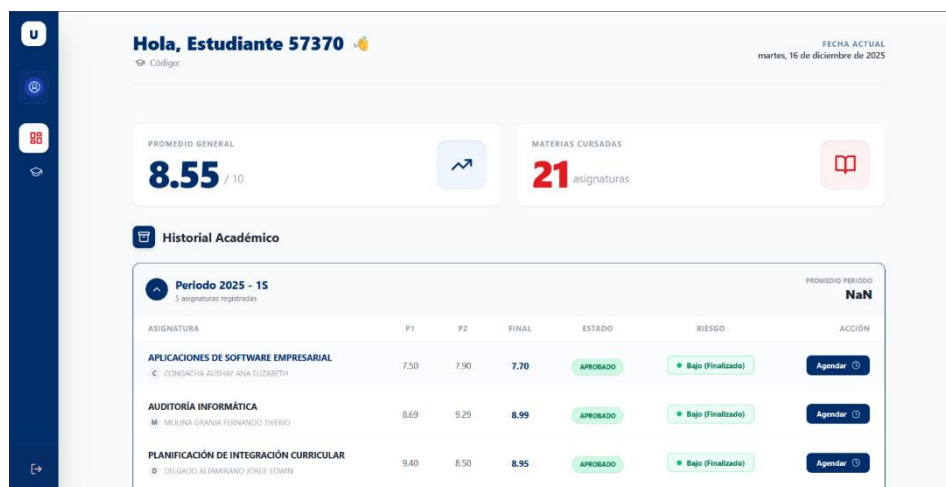 U
Hola, Estudiante 57370 👋
Código:
FECHA ACTUAL
martes, 16 de diciembre de 2025
PROMEDIO GENERAL
8.55 / 10
MATERIAS CURSADAS
21 asignaturas
Historial Académico
Periodo 2025 - 1S
5 asignaturas registradas
PROMEDIO PERIODO
NaN
ASIGNATURA P1 P2 FINAL ESTADO RIESGO ACCIÓN
APLICACIONES DE SOFTWARE EMPRESARIAL
C CONGACHA AUSHAY ANA ELIZABETH
7.50 7.90 7.70 APROBADO Bajo (Finalizado) Agendar
AUDITORÍA INFORMÁTICA
M MOLINA GRANJA FERNANDO TIVERIO
8.69 9.29 8.99 APROBADO Bajo (Finalizado) Agendar
PLANIFICACIÓN DE INTEGRACIÓN CURRICULAR
D DELGADO ALTAMIRANO JORGE EDWIN
9.40 8.50 8.95 APROBADO Bajo (Finalizado) Agendar